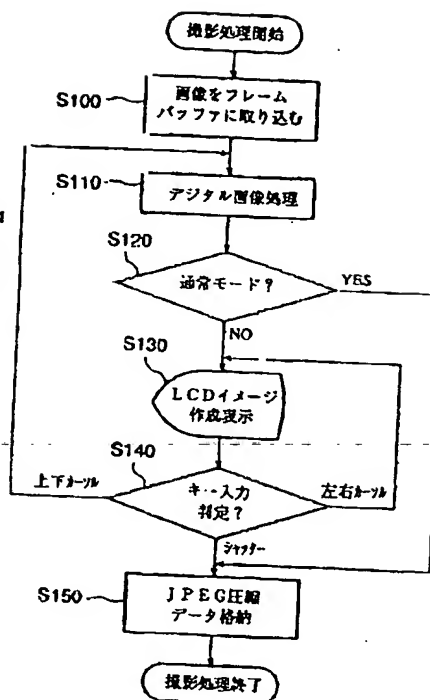 撮影処理開始
S100
画像をフレーム
バッファに取り込む
S110
デジタル画像処理
S120
通常モード?
YES
NO
S130
LCDイメージ
作成表示
S140
上下カーソル
キー入力
判定?
左右カーソル
シャッター
S150
JPEG圧縮
データ格納
撮影処理終了